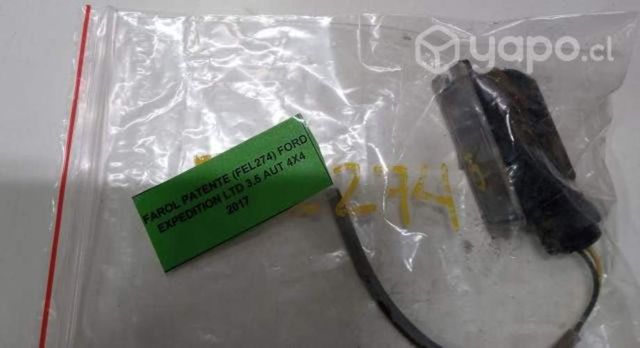 yapo.cl
FAROL PATENTE (FEL274) FORD
EXPEDITION LTD 3.5 AUT 4X4
2017
274